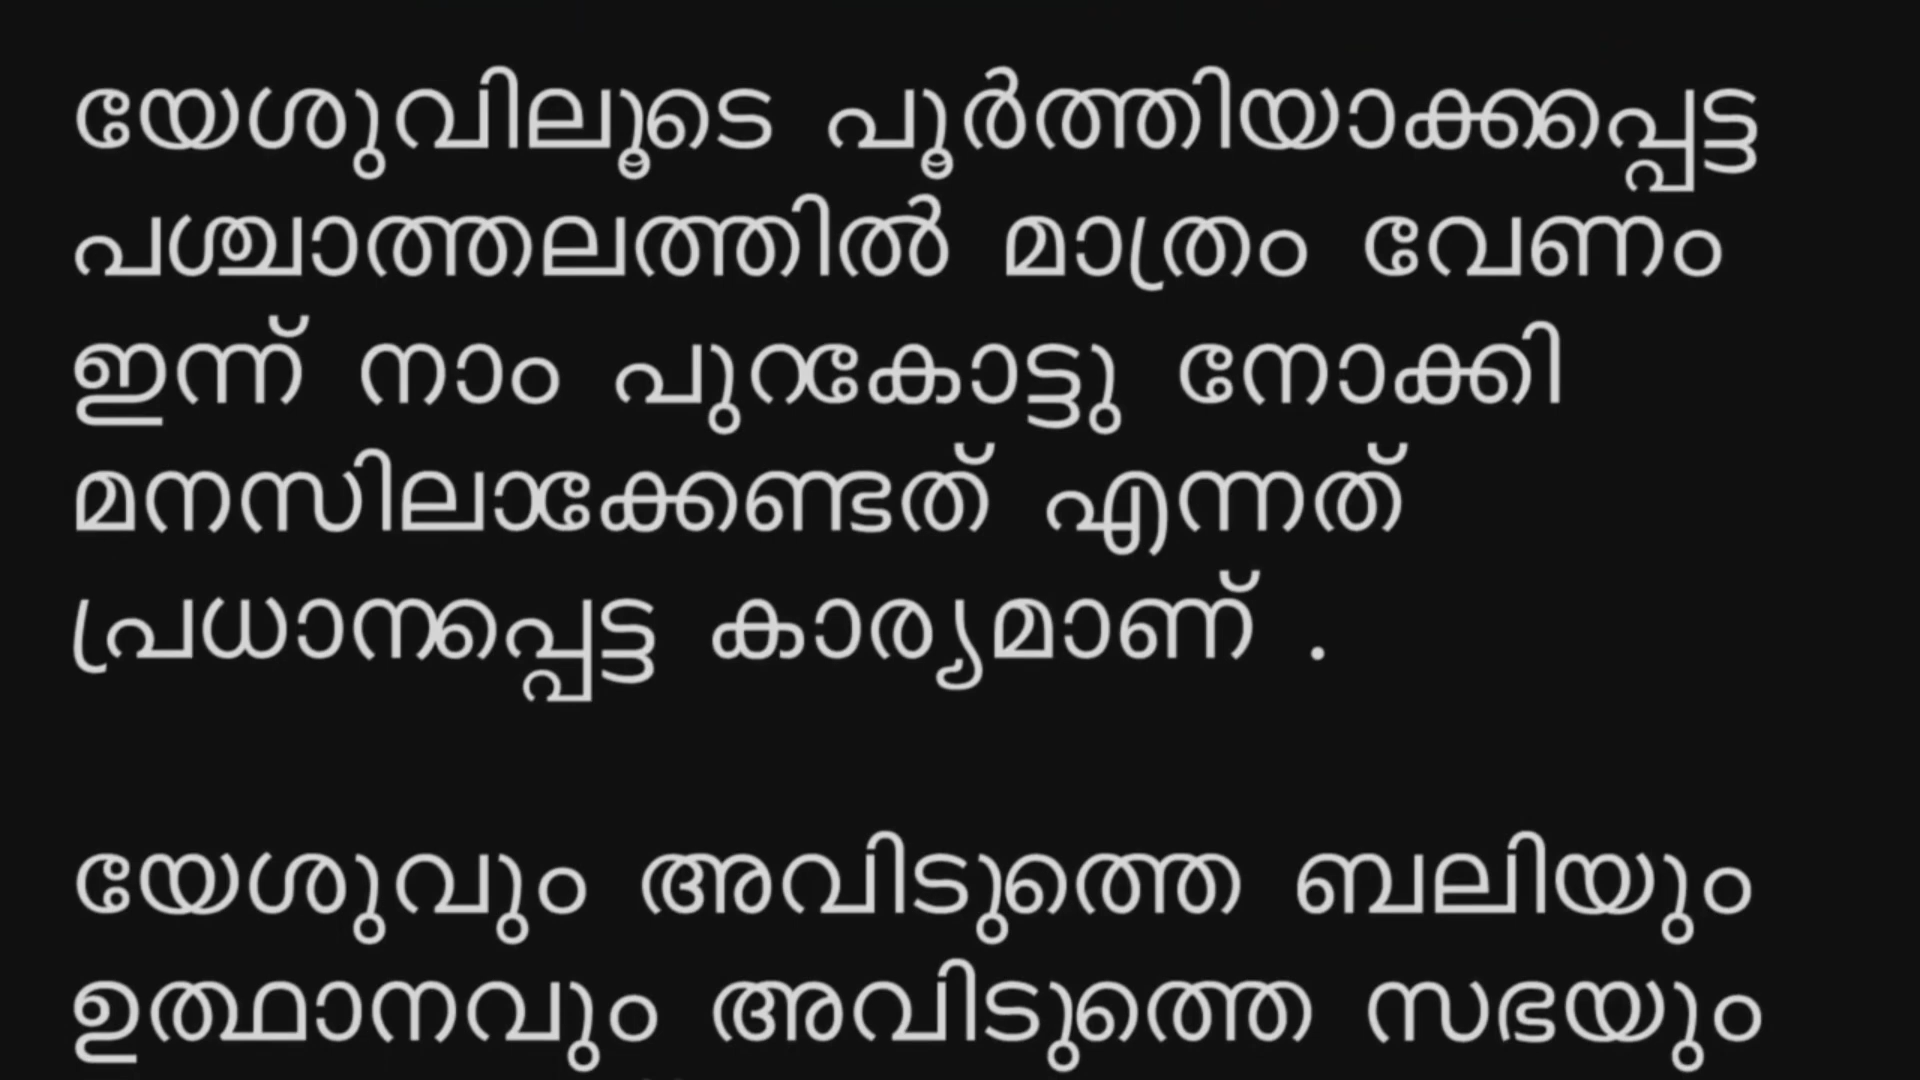 യേശുവിലൂടെ പൂർത്തിയാക്കപ്പെട്ട
പശ്ചാത്തലത്തിൽ മാത്രം വേണം
ഇന്ന് നാം പുറകോട്ടു നോക്കി
മനസിലാക്കേണ്ടത് എന്നത്
പ്രധാനപ്പെട്ട കാര്യമാണ് .
യേശുവും അവിടുത്തെ ബലിയും
ഉത്ഥാനവും അവിടുത്തെ സഭയും